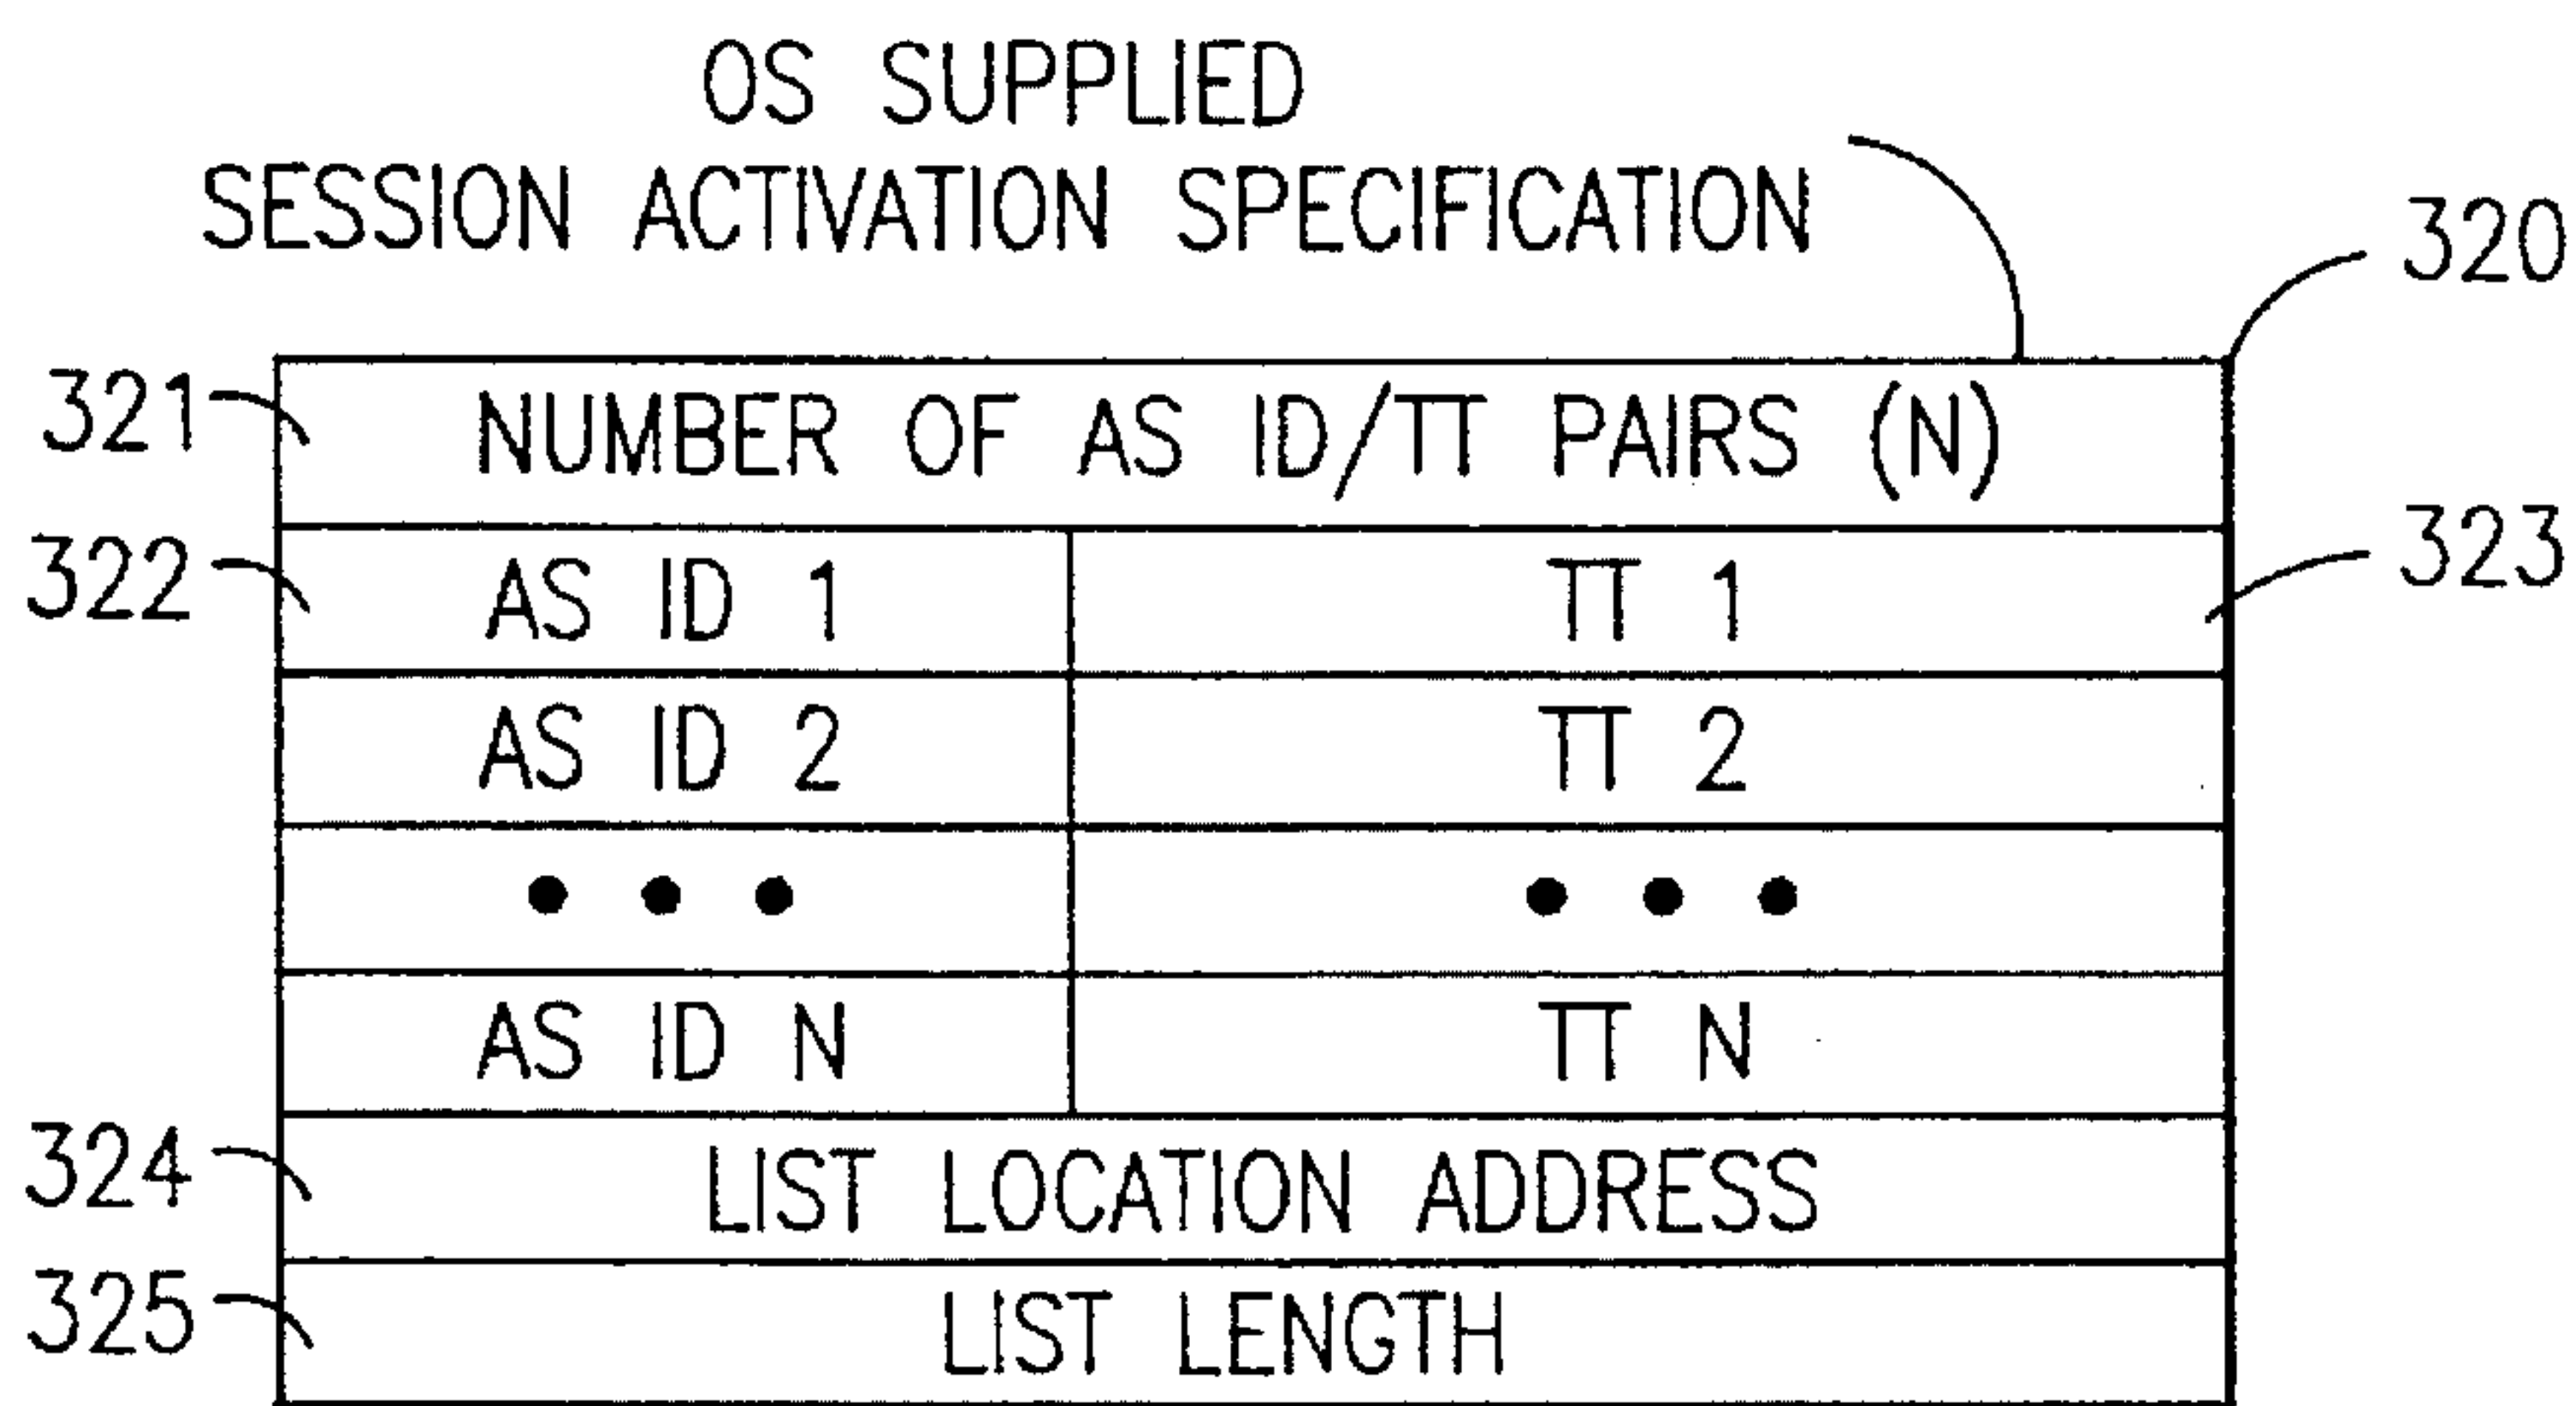 OS SUPPLIED
SESSION ACTIVATION SPECIFICATION
320
321 NUMBER OF AS ID/TT PAIRS (N)
322 AS ID 1 TT 1 323
AS ID 2 TT 2
• • • • • •
AS ID N TT N
324 LIST LOCATION ADDRESS
325 LIST LENGTH